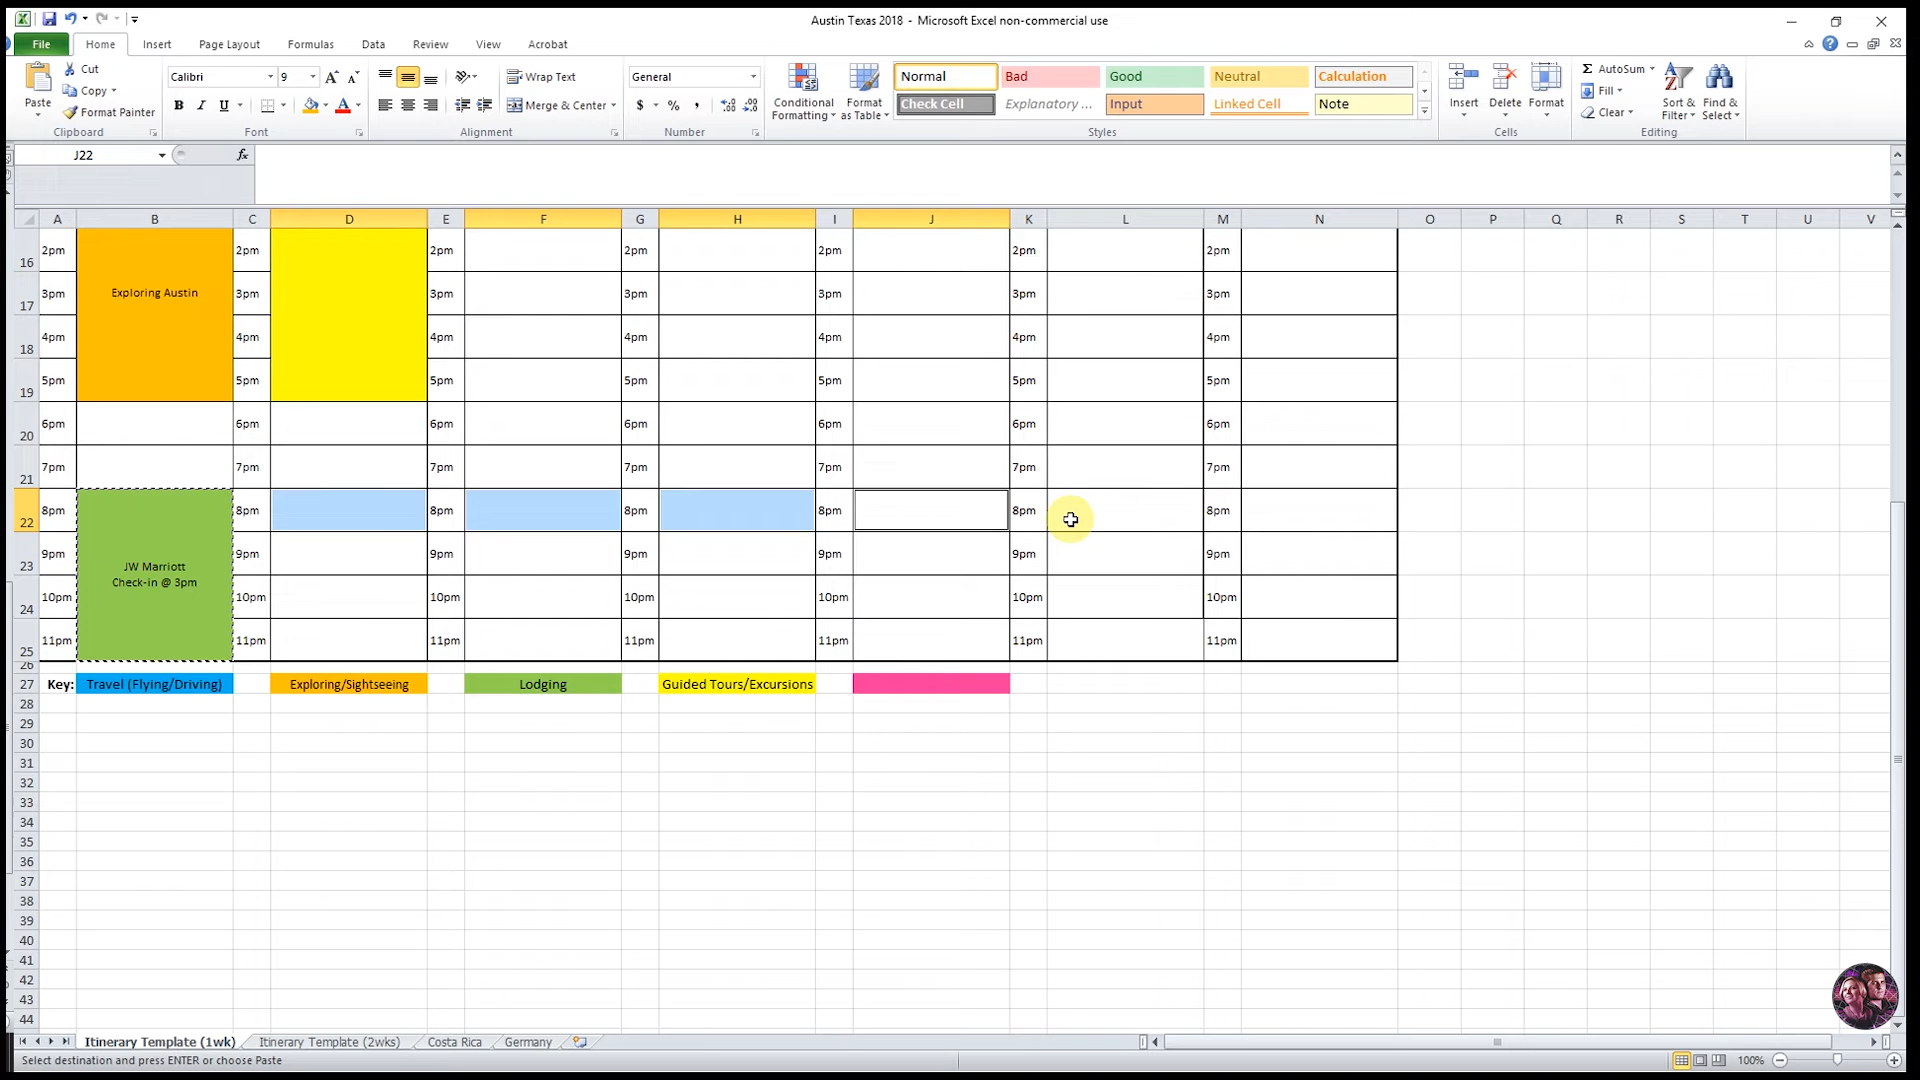 Austin Texas 2018 - Microsoft Excel non-commercial use
File Home Insert Page Layout Formulas Data Review View Acrobat
Paste Cut Copy Format Painter
Clipboard
Calibri 9
B I U
Font
Wrap Text
Merge & Center
Alignment
General
$ % ,
Number
Conditional Formatting
Format as Table
Normal Bad Good Neutral Calculation
Check Cell Explanatory ... Input Linked Cell Note
Styles
Insert Delete Format
Cells
Σ AutoSum
Fill
Clear
Sort & Filter
Find & Select
Editing
J22 fx
A B C D E F G H I J K L M N O P Q R S T U V
16 2pm 2pm 2pm 2pm 2pm 2pm 2pm
17 3pm Exploring Austin 3pm 3pm 3pm 3pm 3pm 3pm
18 4pm 4pm 4pm 4pm 4pm 4pm 4pm
19 5pm 5pm 5pm 5pm 5pm 5pm 5pm
20 6pm 6pm 6pm 6pm 6pm 6pm 6pm
21 7pm 7pm 7pm 7pm 7pm 7pm 7pm
22 8pm 8pm 8pm 8pm 8pm 8pm 8pm
23 9pm JW Marriott 9pm 9pm 9pm 9pm 9pm 9pm
Check-in @ 3pm
24 10pm 10pm 10pm 10pm 10pm 10pm 10pm
25 11pm 11pm 11pm 11pm 11pm 11pm 11pm
26
27 Key: Travel (Flying/Driving) Exploring/Sightseeing Lodging Guided Tours/Excursions
28
29
30
31
32
33
34
35
36
37
38
39
40
41
42
43
44
Itinerary Template (1wk) Itinerary Template (2wks) Costa Rica Germany
Select destination and press ENTER or choose Paste 100%